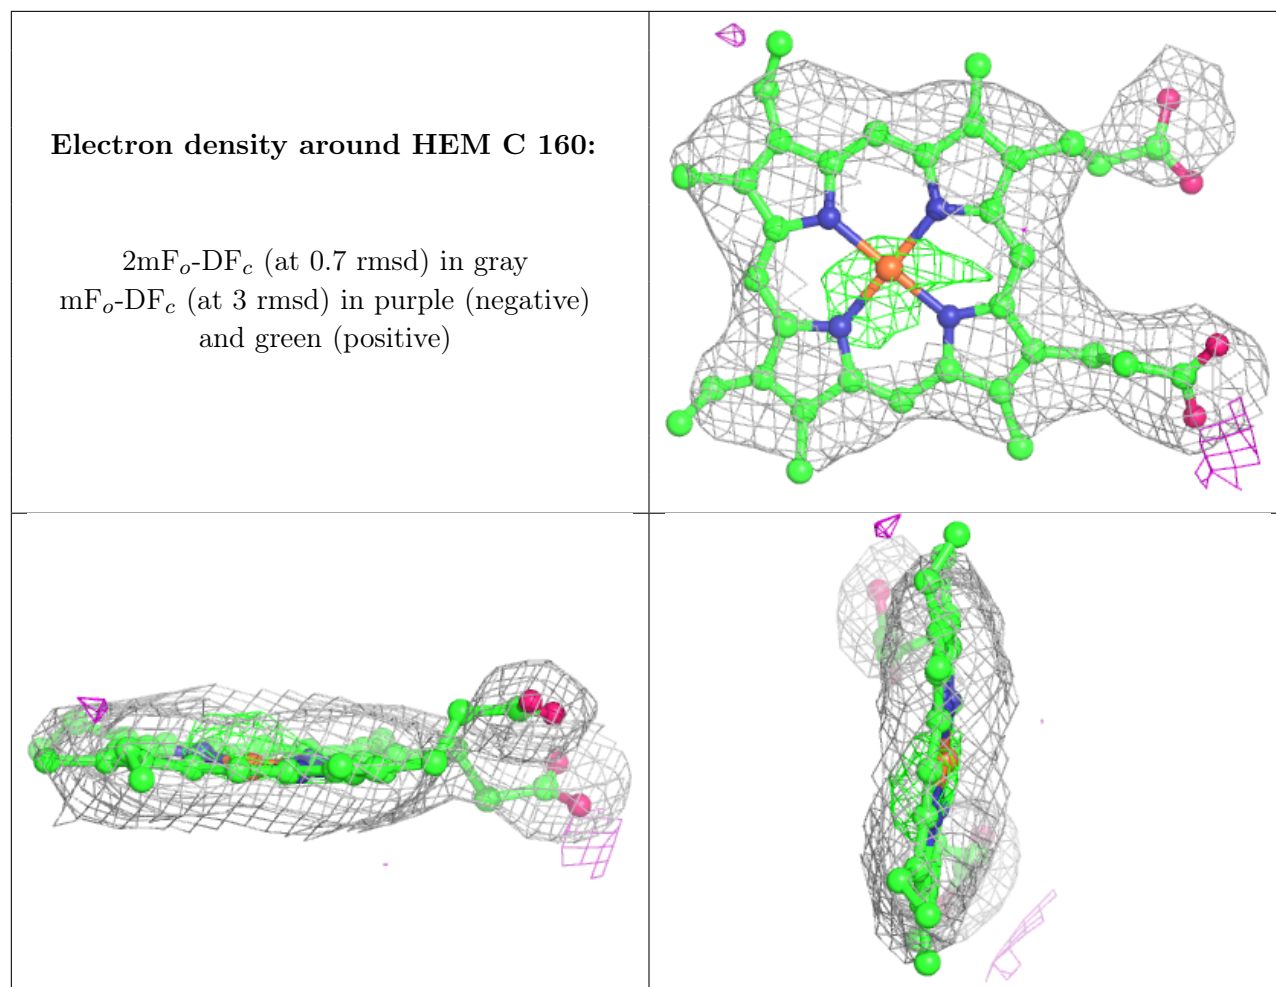 Electron density around HEM C 160:
2mFo-DFc (at 0.7 rmsd) in gray
mFo-DFc (at 3 rmsd) in purple (negative)
and green (positive)